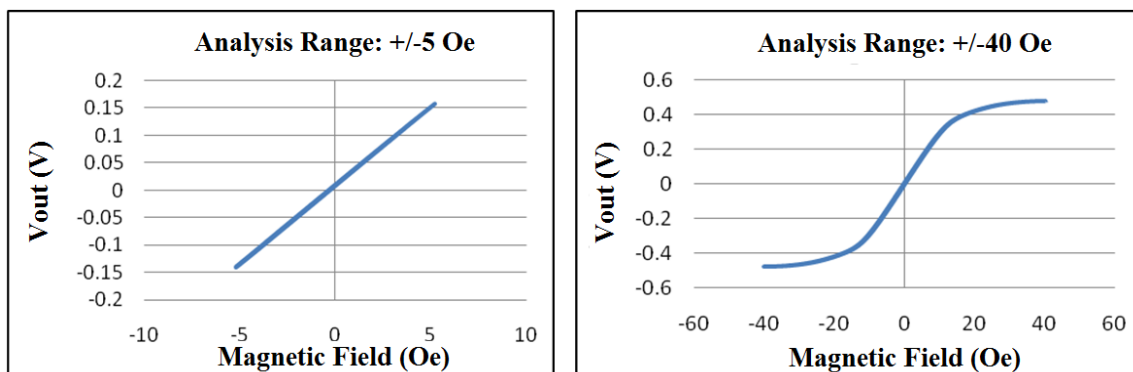 Analysis Range: +/-5 Oe
Vout (V)
0.2
0.15
0.1
0.05
0
-0.05
-0.1
-0.15
-0.2
-10 -5 0 5 10
Magnetic Field (Oe)
Analysis Range: +/-40 Oe
Vout (V)
0.6
0.4
0.2
0
-0.2
-0.4
-0.6
-60 -40 -20 0 20 40 60
Magnetic Field (Oe)